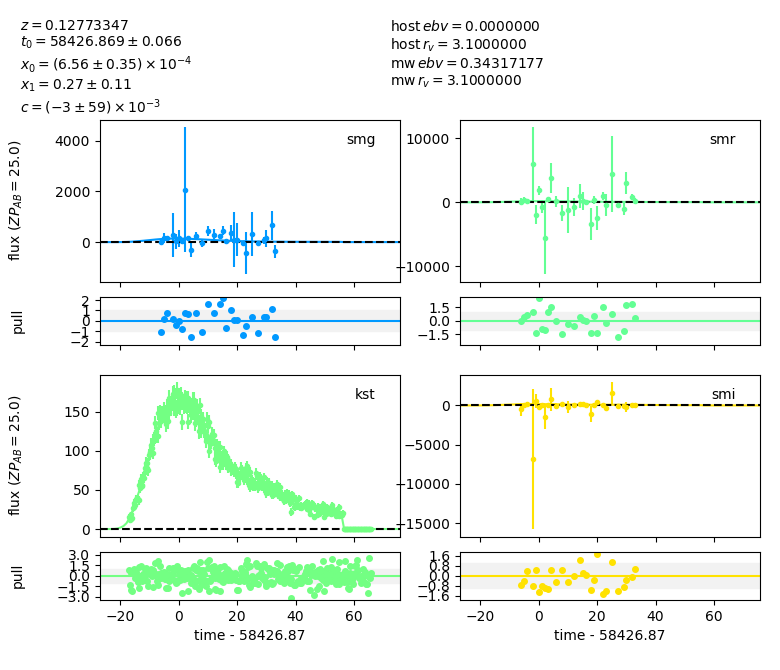 z = 0.12773347
t₀ = 58426.869 ± 0.066
x₀ = (6.56 ± 0.35) × 10⁻⁴
x₁ = 0.27 ± 0.11
c = (−3 ± 59) × 10⁻³
host ebv = 0.0000000
host r_v = 3.1000000
mw ebv = 0.34317177
mw r_v = 3.1000000
flux (ZP_AB = 25.0)
4000
2000
0
smg
10000
0
−10000
smr
pull
2
1
0
−1
−2
1.5
0.0
−1.5
flux (ZP_AB = 25.0)
150
100
50
0
kst
0
−5000
−10000
−15000
smi
pull
3.0
1.5
0.0
−1.5
−3.0
1.6
0.8
0.0
−0.8
−1.6
−20 0 20 40 60
−20 0 20 40 60
time - 58426.87
time - 58426.87